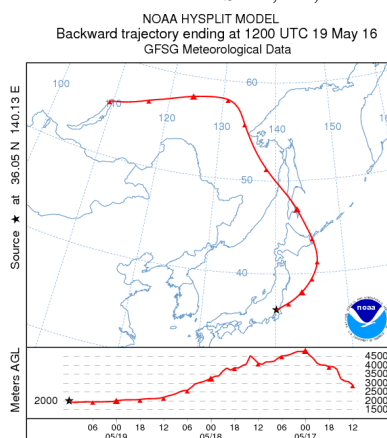 NOAA HYSPLIT MODEL
Backward trajectory ending at 1200 UTC 19 May 16
GFSG Meteorological Data
Source ★ at 36.05 N 140.13 E
100
110
120
130
140
150
60
50
40
noaa
Meters AGL
2000
4500
4000
3500
3000
2500
2000
1500
06 00 18 12 06 00 18 12 06 00 18 12
05/19 05/18 05/17